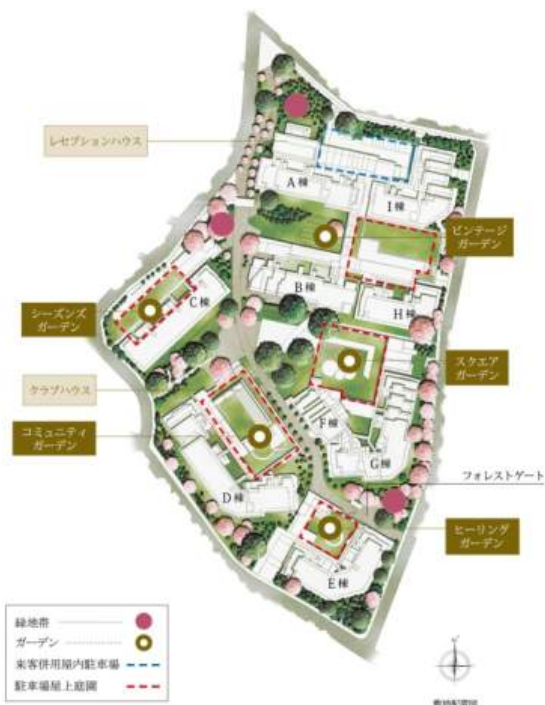 レセプションハウス
A棟
I棟
ビンテージ
ガーデン
シーズンズ
ガーデン
C棟
B棟
H棟
スクエア
ガーデン
クラブハウス
コミュニティ
ガーデン
F棟
G棟
D棟
フォレストゲート
ヒーリング
ガーデン
E棟
緑地帯
ガーデン
来客併用屋内駐車場
駐車場屋上庭園
敷地配置図